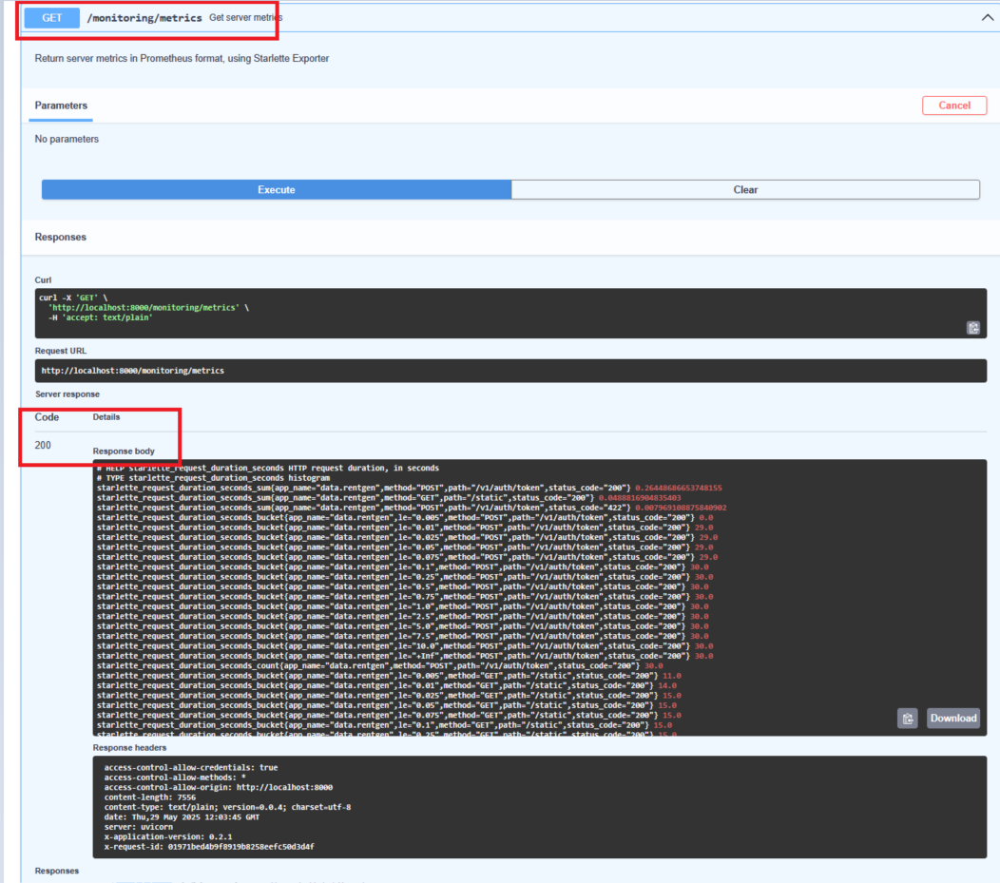 GET /monitoring/metrics Get server metrics
Return server metrics in Prometheus format, using Starlette Exporter
Parameters
Cancel
No parameters
Execute
Clear
Responses
Curl
curl -X 'GET' \
'http://localhost:8000/monitoring/metrics' \
-H 'accept: text/plain'
Request URL
http://localhost:8000/monitoring/metrics
Server response
Code Details
200
Response body
# HELP starlette_request_duration_seconds HTTP request duration, in seconds
# TYPE starlette_request_duration_seconds histogram
starlette_request_duration_seconds_sum{app_name="data.rentgen",method="POST",path="/v1/auth/token",status_code="200"} 0.26448686653748155
starlette_request_duration_seconds_sum{app_name="data.rentgen",method="GET",path="/static",status_code="200"} 0.0488816904835403
starlette_request_duration_seconds_sum{app_name="data.rentgen",method="POST",path="/v1/auth/token",status_code="422"} 0.007969108875840902
starlette_request_duration_seconds_bucket{app_name="data.rentgen",le="0.005",method="POST",path="/v1/auth/token",status_code="200"} 0.0
starlette_request_duration_seconds_bucket{app_name="data.rentgen",le="0.01",method="POST",path="/v1/auth/token",status_code="200"} 29.0
starlette_request_duration_seconds_bucket{app_name="data.rentgen",le="0.025",method="POST",path="/v1/auth/token",status_code="200"} 29.0
starlette_request_duration_seconds_bucket{app_name="data.rentgen",le="0.05",method="POST",path="/v1/auth/token",status_code="200"} 29.0
starlette_request_duration_seconds_bucket{app_name="data.rentgen",le="0.075",method="POST",path="/v1/auth/token",status_code="200"} 29.0
starlette_request_duration_seconds_bucket{app_name="data.rentgen",le="0.1",method="POST",path="/v1/auth/token",status_code="200"} 30.0
starlette_request_duration_seconds_bucket{app_name="data.rentgen",le="0.25",method="POST",path="/v1/auth/token",status_code="200"} 30.0
starlette_request_duration_seconds_bucket{app_name="data.rentgen",le="0.5",method="POST",path="/v1/auth/token",status_code="200"} 30.0
starlette_request_duration_seconds_bucket{app_name="data.rentgen",le="0.75",method="POST",path="/v1/auth/token",status_code="200"} 30.0
starlette_request_duration_seconds_bucket{app_name="data.rentgen",le="1.0",method="POST",path="/v1/auth/token",status_code="200"} 30.0
starlette_request_duration_seconds_bucket{app_name="data.rentgen",le="2.5",method="POST",path="/v1/auth/token",status_code="200"} 30.0
starlette_request_duration_seconds_bucket{app_name="data.rentgen",le="5.0",method="POST",path="/v1/auth/token",status_code="200"} 30.0
starlette_request_duration_seconds_bucket{app_name="data.rentgen",le="7.5",method="POST",path="/v1/auth/token",status_code="200"} 30.0
starlette_request_duration_seconds_bucket{app_name="data.rentgen",le="10.0",method="POST",path="/v1/auth/token",status_code="200"} 30.0
starlette_request_duration_seconds_bucket{app_name="data.rentgen",le="+Inf",method="POST",path="/v1/auth/token",status_code="200"} 30.0
starlette_request_duration_seconds_count{app_name="data.rentgen",method="POST",path="/v1/auth/token",status_code="200"} 30.0
starlette_request_duration_seconds_bucket{app_name="data.rentgen",le="0.005",method="GET",path="/static",status_code="200"} 11.0
starlette_request_duration_seconds_bucket{app_name="data.rentgen",le="0.01",method="GET",path="/static",status_code="200"} 14.0
starlette_request_duration_seconds_bucket{app_name="data.rentgen",le="0.025",method="GET",path="/static",status_code="200"} 15.0
starlette_request_duration_seconds_bucket{app_name="data.rentgen",le="0.05",method="GET",path="/static",status_code="200"} 15.0
starlette_request_duration_seconds_bucket{app_name="data.rentgen",le="0.075",method="GET",path="/static",status_code="200"} 15.0
starlette_request_duration_seconds_bucket{app_name="data.rentgen",le="0.1",method="GET",path="/static",status_code="200"} 15.0
starlette_request_duration_seconds_bucket{app_name="data.rentgen",le="0.25",method="GET",path="/static",status_code="200"} 15.0
Download
Response headers
access-control-allow-credentials: true
access-control-allow-methods: *
access-control-allow-origin: http://localhost:8000
content-length: 7556
content-type: text/plain; version=0.0.4; charset=utf-8
date: Thu,29 May 2025 12:03:45 GMT
server: uvicorn
x-application-version: 0.2.1
x-request-id: 01971bed4b9f8919b8258eefc50d3d4f
Responses